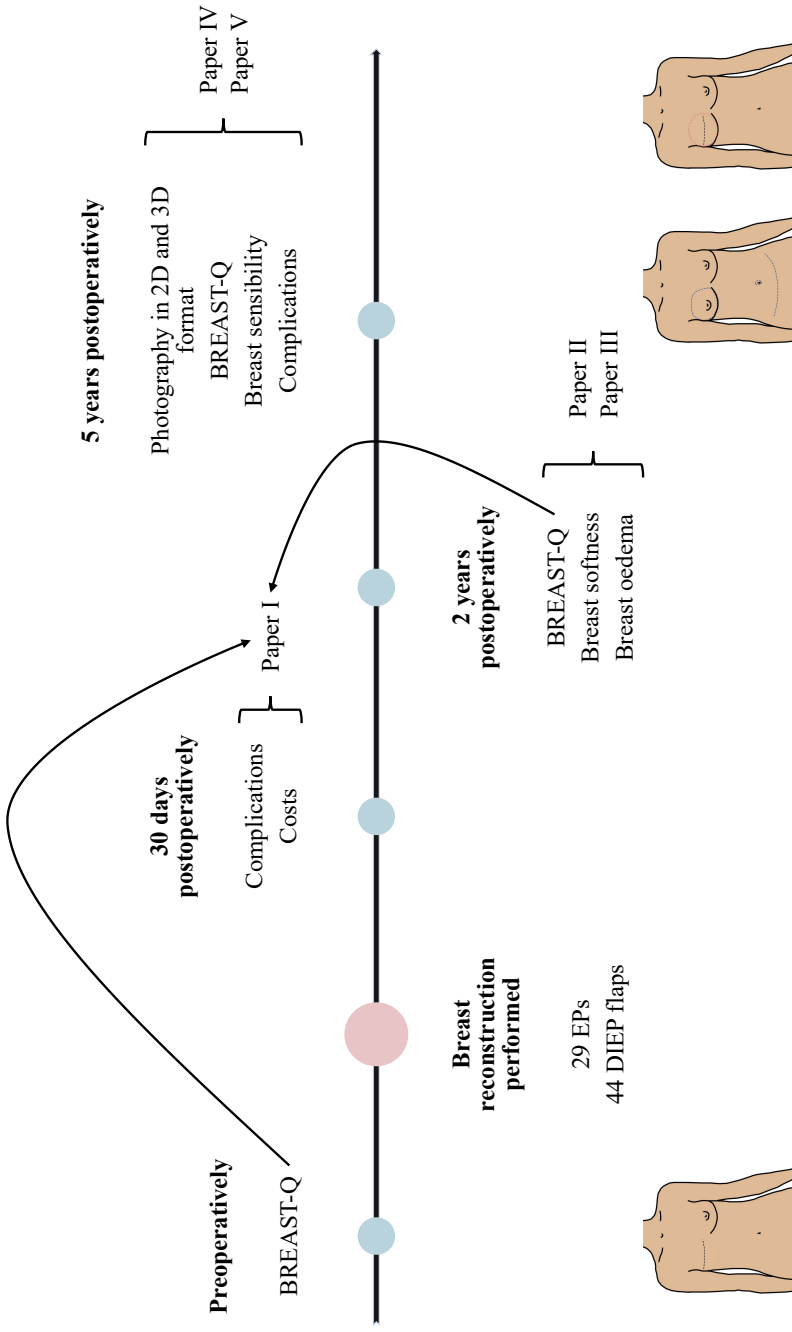 Preoperatively
BREAST-Q
Breast
reconstruction
performed
29 EPs
44 DIEP flaps
30 days
postoperatively
Complications
Costs
Paper I
2 years
postoperatively
BREAST-Q
Breast softness
Breast oedema
Paper II
Paper III
5 years postoperatively
Photography in 2D and 3D
format
BREAST-Q
Breast sensibility
Complications
Paper IV
Paper V